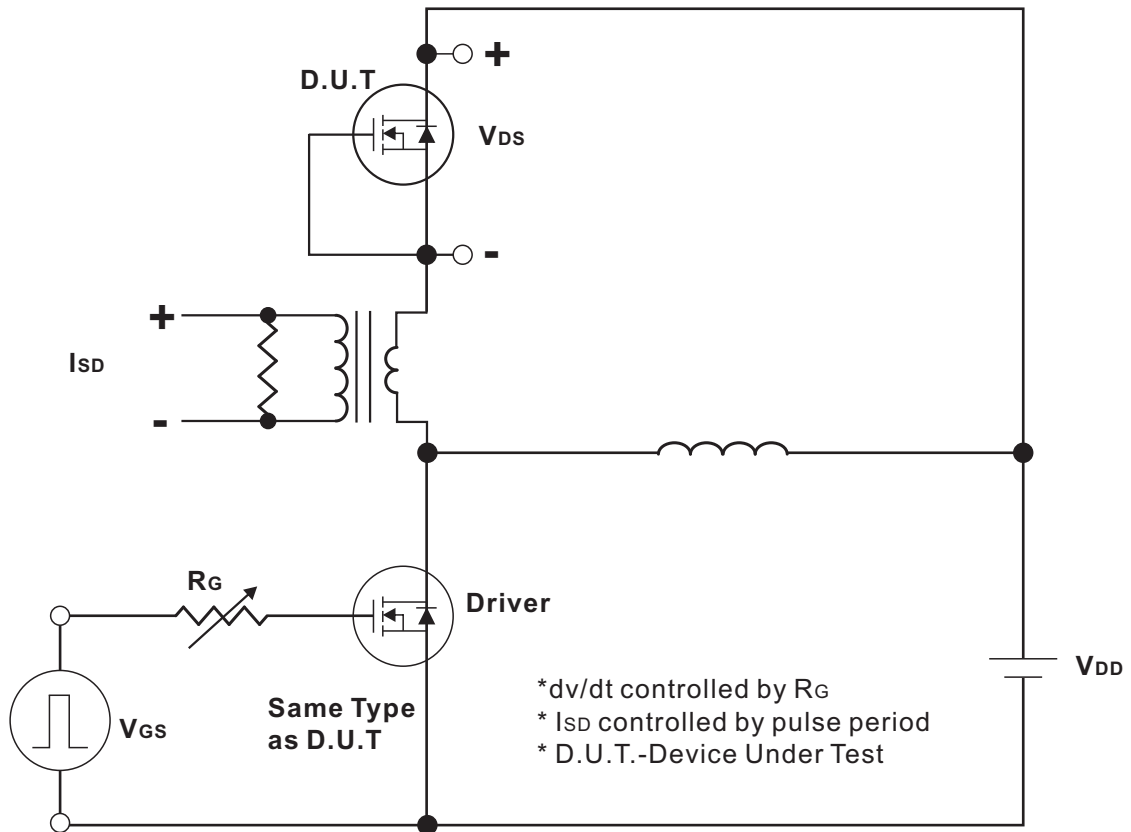 +
D.U.T
VDS
-
+
ISD
-
RG
Driver
VDD
VGS
Same Type
as D.U.T
*dv/dt controlled by RG
* ISD controlled by pulse period
* D.U.T.-Device Under Test